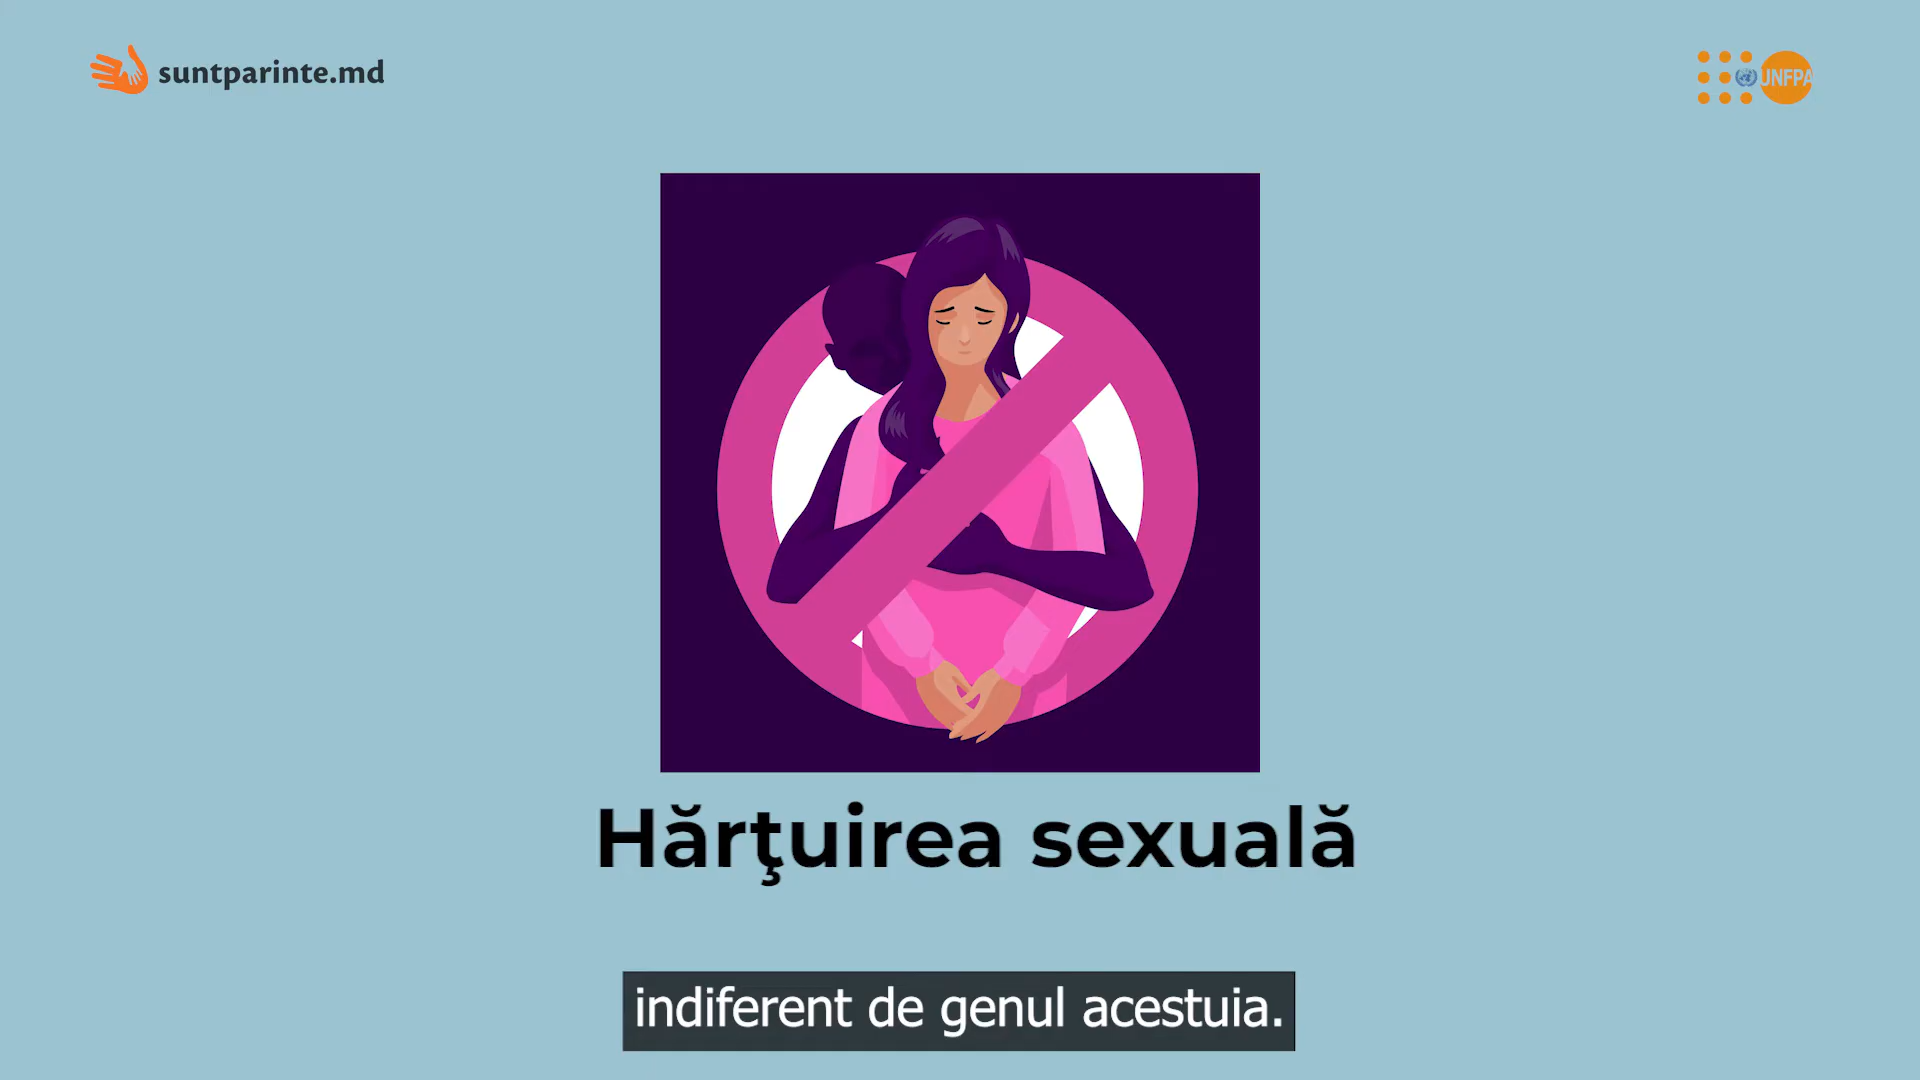 suntparinte.md
UNFPA
Hărţuirea sexuală
indiferent de genul acestuia.